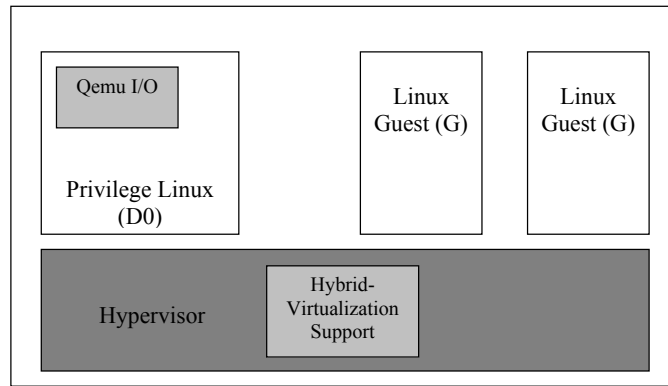 Qemu I/O
Privilege Linux
(D0)
Linux
Guest (G)
Linux
Guest (G)
Hypervisor
Hybrid-
Virtualization
Support